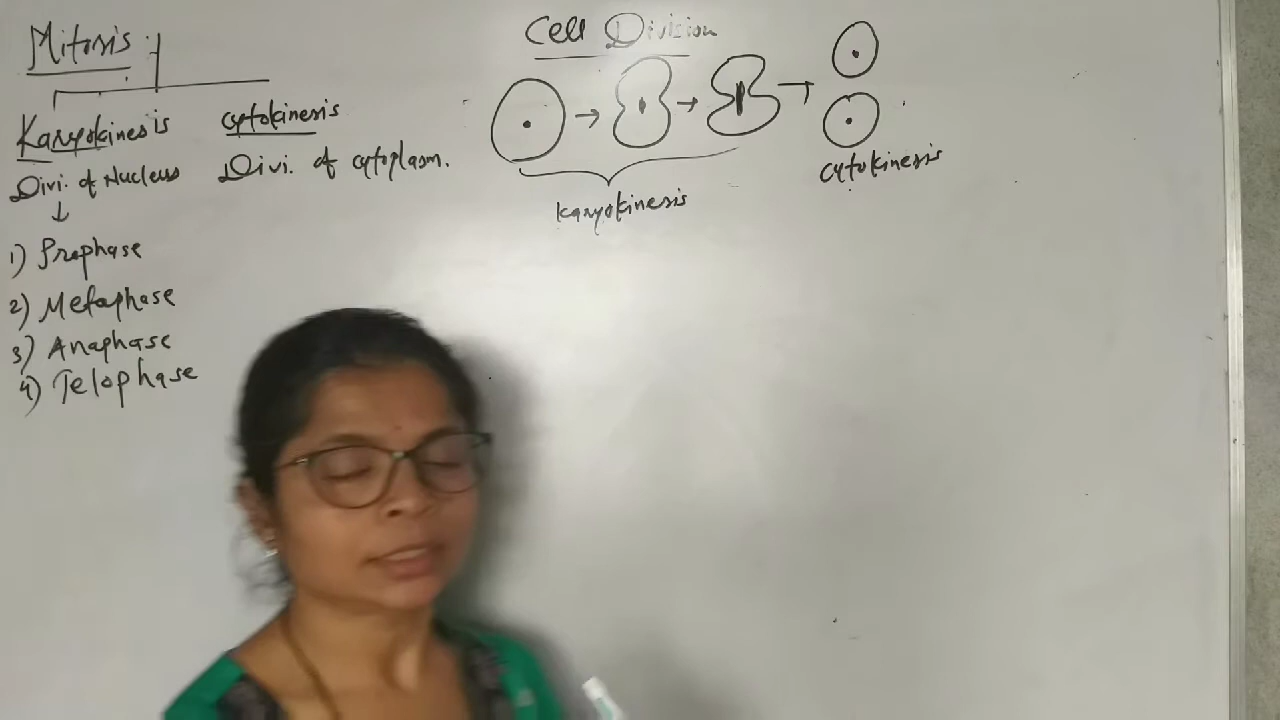 Mitosis
Karyokinesis
Divi. of Nucleus
1) Prophase
2) Metaphase
3) Anaphase
4) Telophase
cytokinesis
Divi. of cytoplasm.
Cell Division
karyokinesis
cytokinesis